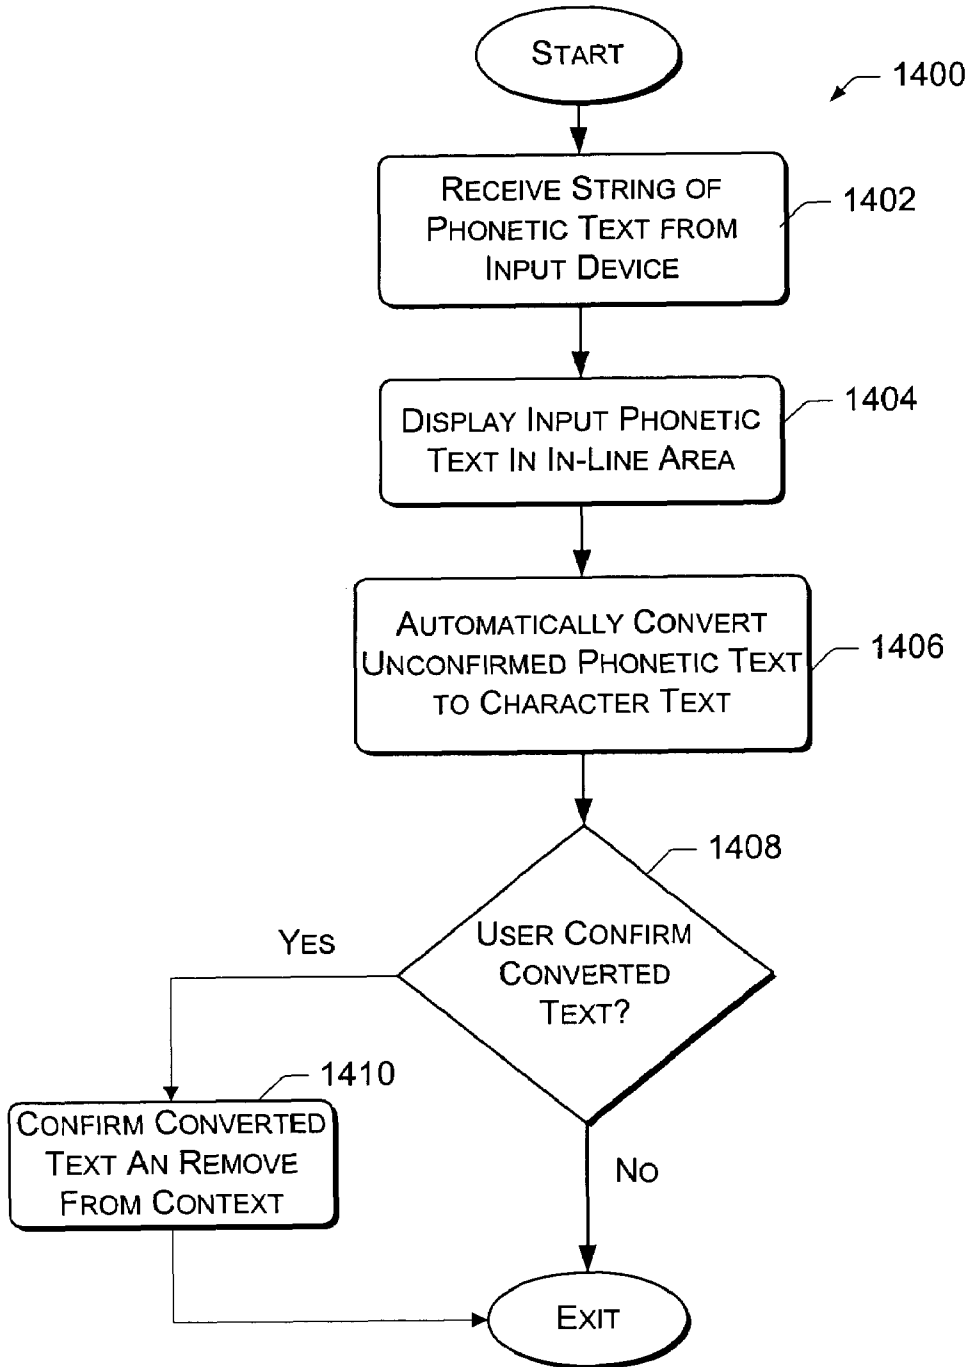 START
1400
RECEIVE STRING OF
PHONETIC TEXT FROM
INPUT DEVICE
1402
DISPLAY INPUT PHONETIC
TEXT IN IN-LINE AREA
1404
AUTOMATICALLY CONVERT
UNCONFIRMED PHONETIC TEXT
TO CHARACTER TEXT
1406
1408
USER CONFIRM
CONVERTED
TEXT?
YES
1410
CONFIRM CONVERTED
TEXT AN REMOVE
FROM CONTEXT
NO
EXIT